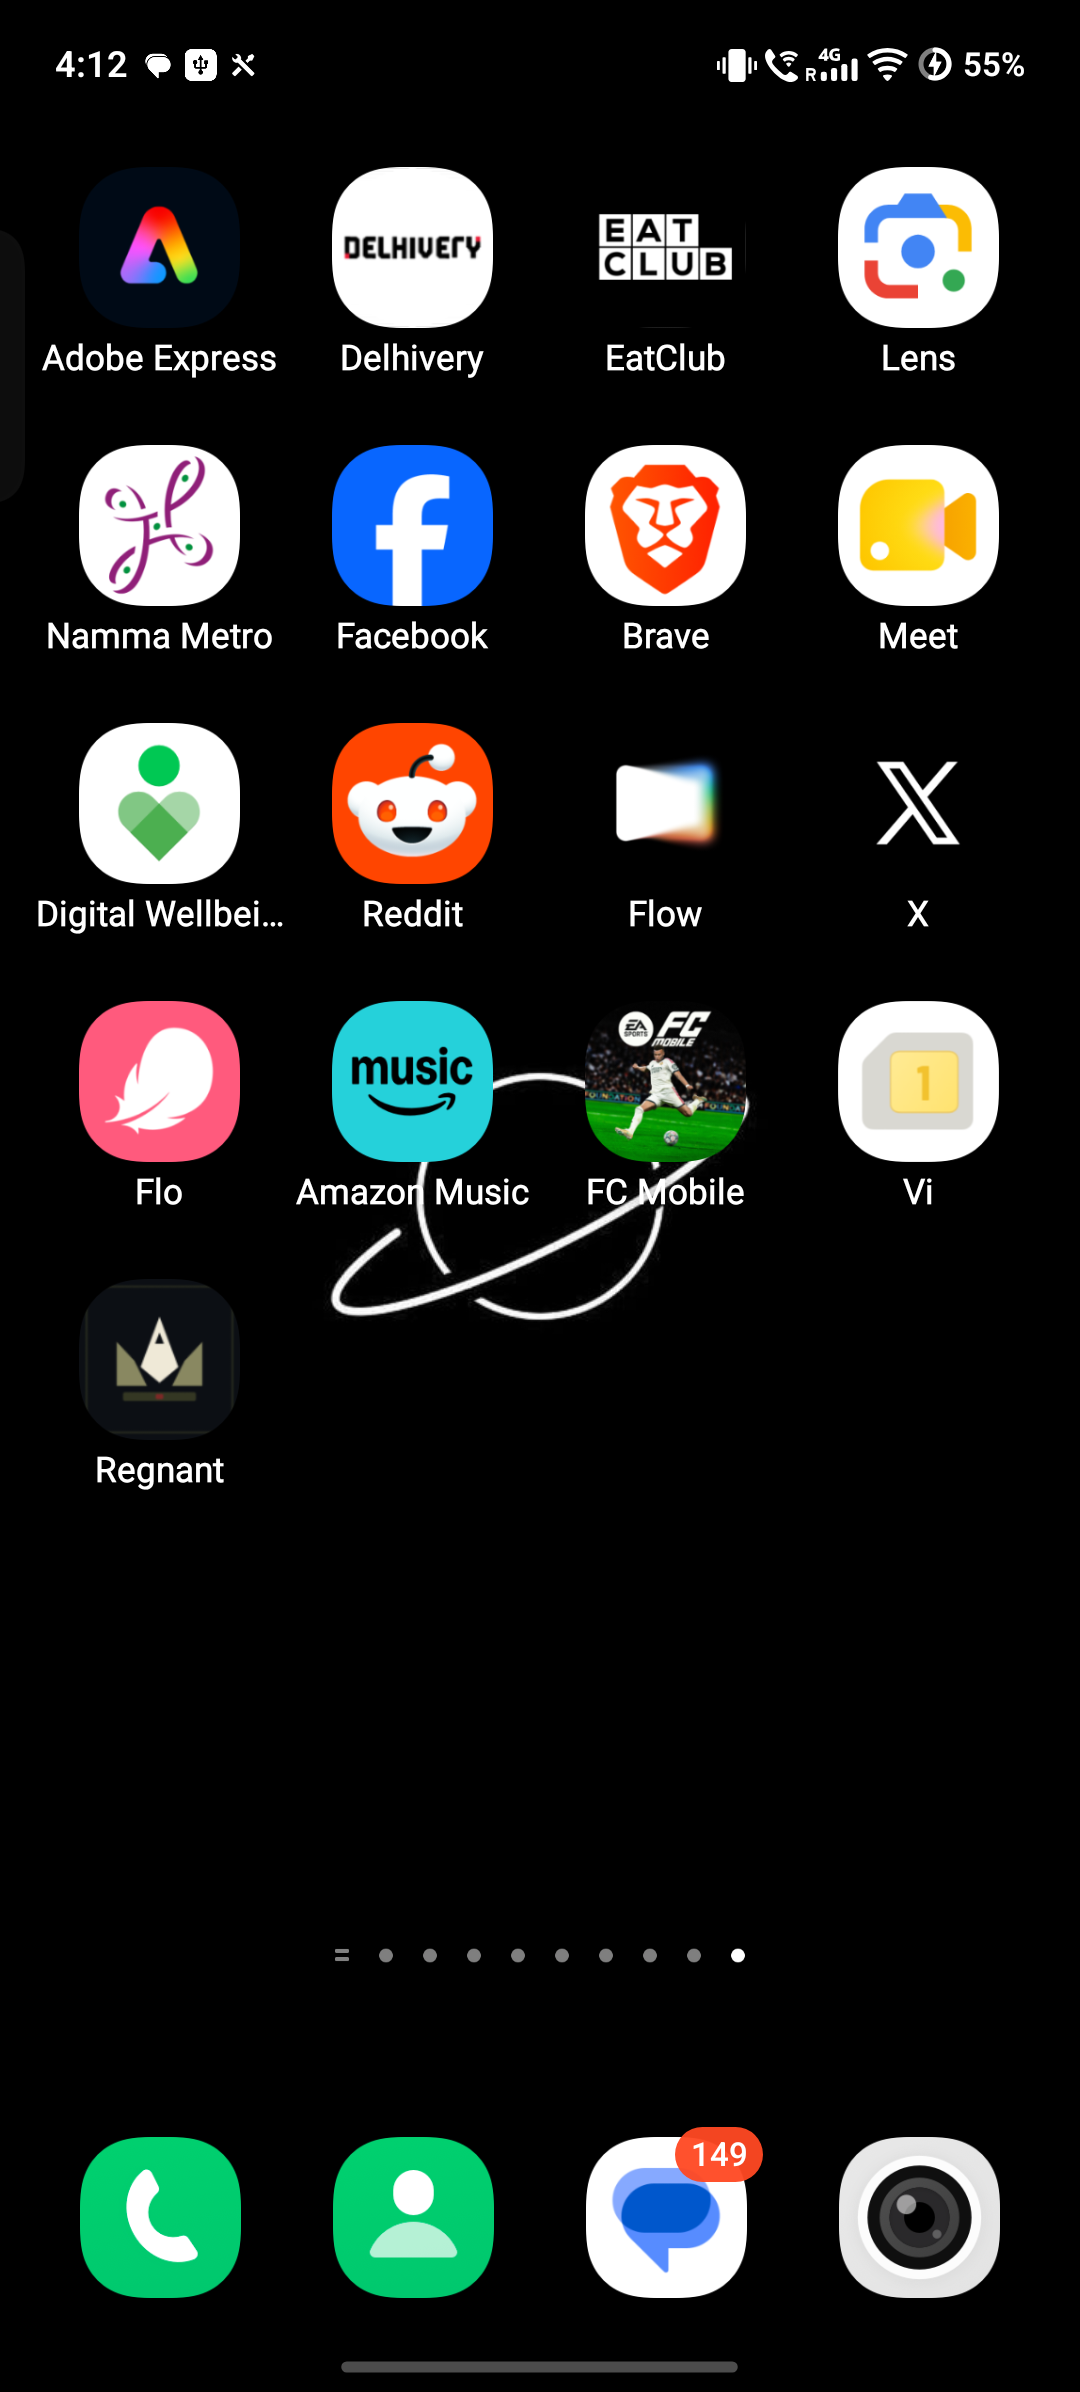 4:12
4G
R
55%
DELHIVERY
EAT
CLUB
Adobe Express
Delhivery
EatClub
Lens
Namma Metro
Facebook
Brave
Meet
Digital Wellbei...
Reddit
Flow
X
EA
SPORTS
FC
MOBILE
music
1
Flo
Amazon Music
FC Mobile
Vi
Regnant
149